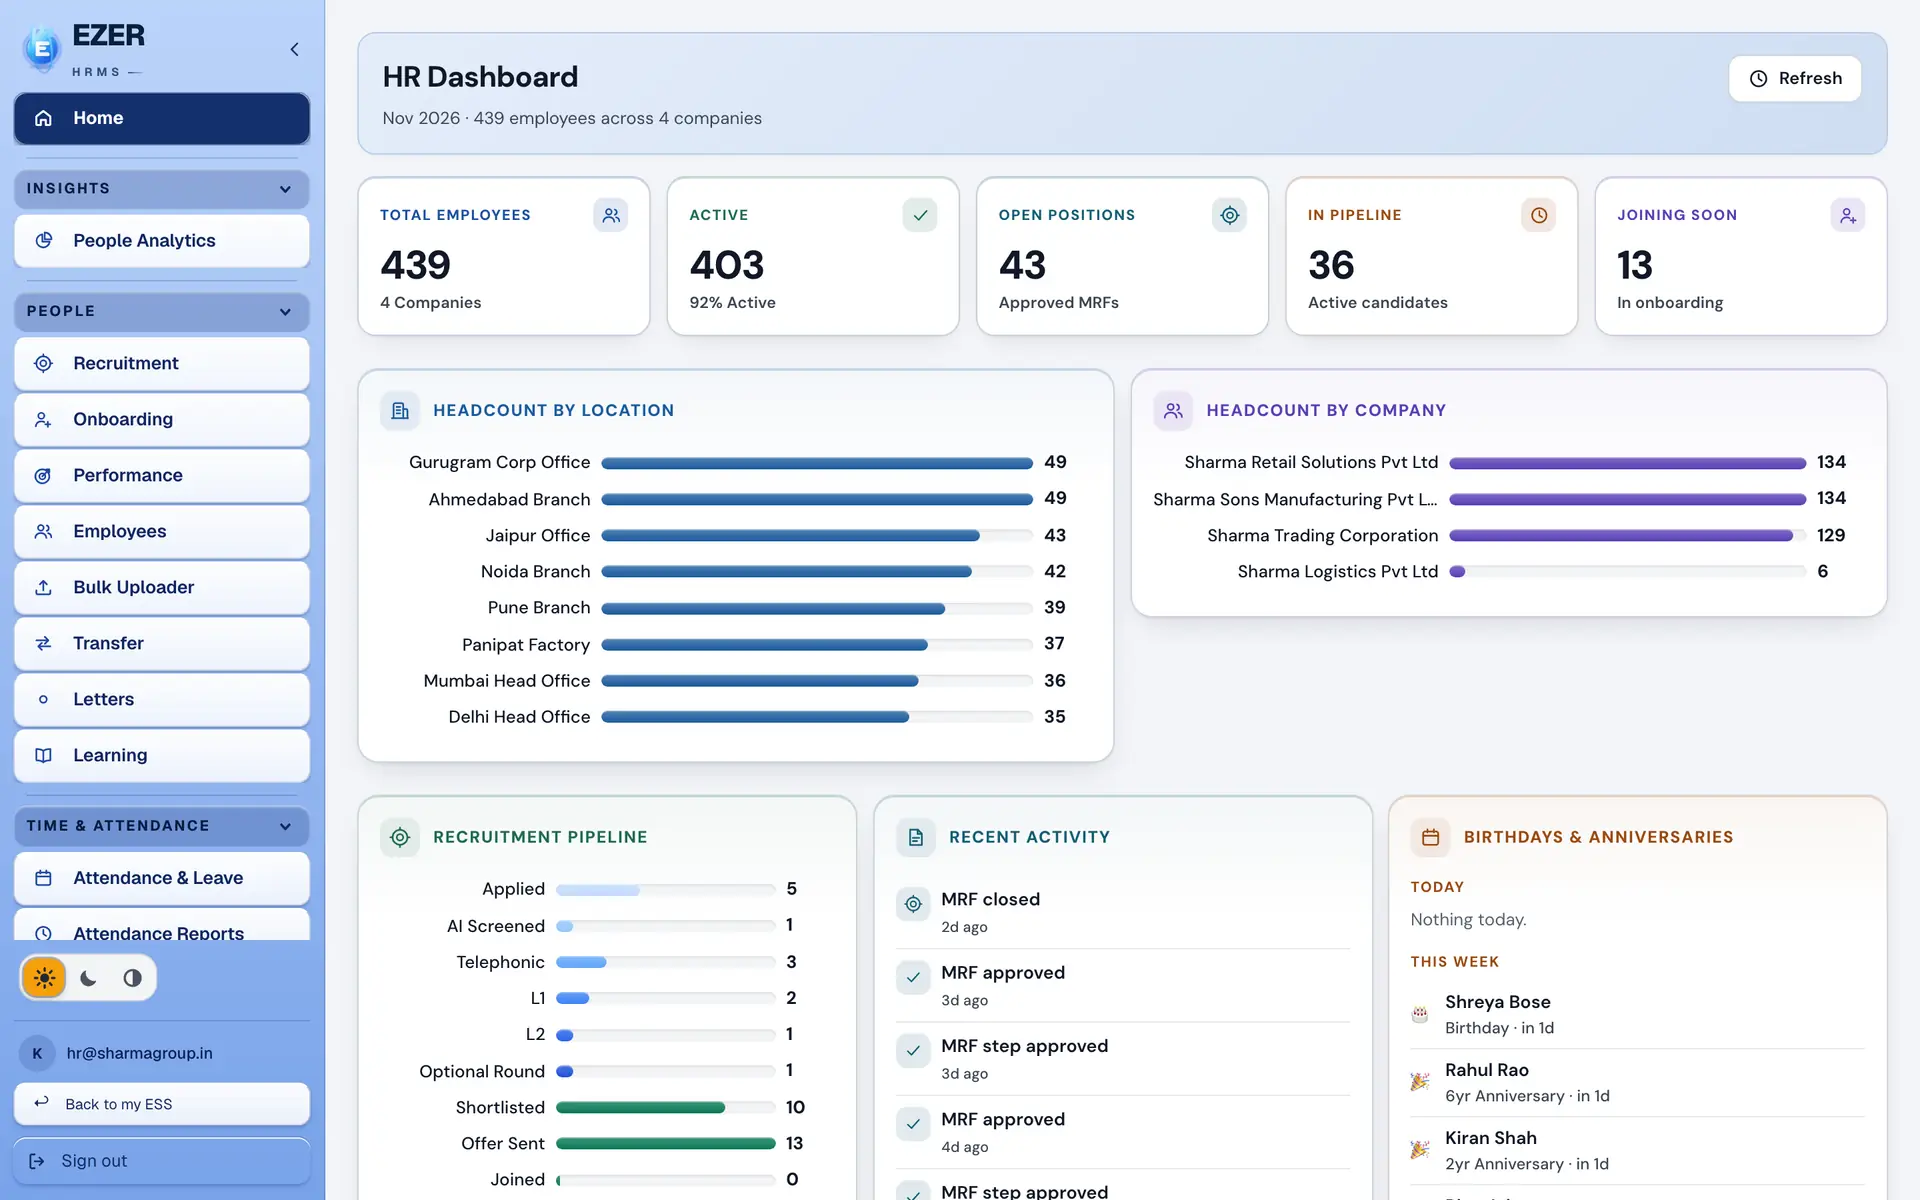 EZER
HRMS
Home
INSIGHTS
People Analytics
PEOPLE
Recruitment
Onboarding
Performance
Employees
Bulk Uploader
Transfer
Letters
Learning
TIME & ATTENDANCE
Attendance & Leave
Attendance Reports
K hr@sharmagroup.in
Back to my ESS
Sign out
HR Dashboard
Nov 2026 · 439 employees across 4 companies
Refresh
TOTAL EMPLOYEES
439
4 Companies
ACTIVE
403
92% Active
OPEN POSITIONS
43
Approved MRFs
IN PIPELINE
36
Active candidates
JOINING SOON
13
In onboarding
HEADCOUNT BY LOCATION
Gurugram Corp Office 49
Ahmedabad Branch 49
Jaipur Office 43
Noida Branch 42
Pune Branch 39
Panipat Factory 37
Mumbai Head Office 36
Delhi Head Office 35
HEADCOUNT BY COMPANY
Sharma Retail Solutions Pvt Ltd 134
Sharma Sons Manufacturing Pvt L... 134
Sharma Trading Corporation 129
Sharma Logistics Pvt Ltd 6
RECRUITMENT PIPELINE
Applied 5
AI Screened 1
Telephonic 3
L1 2
L2 1
Optional Round 1
Shortlisted 10
Offer Sent 13
Joined 0
RECENT ACTIVITY
MRF closed
2d ago
MRF approved
3d ago
MRF step approved
3d ago
MRF approved
4d ago
MRF step approved
BIRTHDAYS & ANNIVERSARIES
TODAY
Nothing today.
THIS WEEK
Shreya Bose
Birthday · in 1d
Rahul Rao
6yr Anniversary · in 1d
Kiran Shah
2yr Anniversary · in 1d